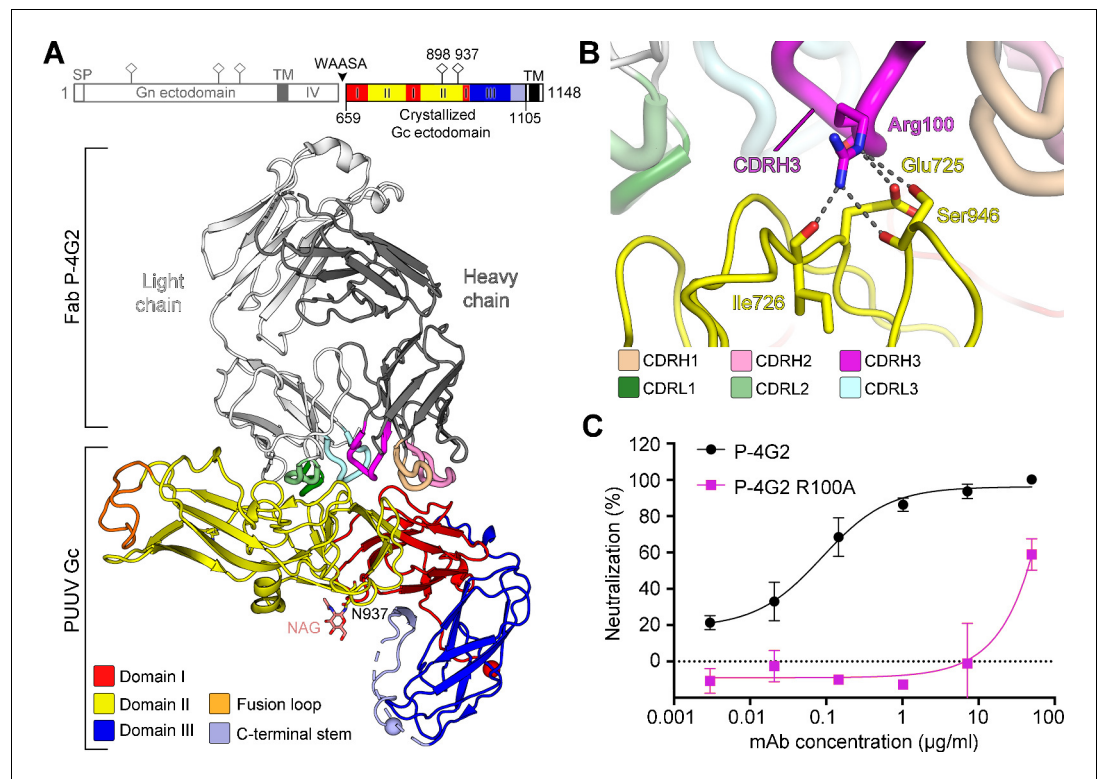 A
SP
Gn ectodomain
TM
IV
WAASA
898 937
TM
1
I
II
I
II
I
III
1148
659
Crystallized
Gc ectodomain
1105
Fab P-4G2
Light
chain
Heavy
chain
PUUV Gc
NAG
N937
Domain I
Domain II
Domain III
Fusion loop
C-terminal stem
B
Arg100
CDRH3
Glu725
Ser946
Ile726
CDRH1
CDRH2
CDRH3
CDRL1
CDRL2
CDRL3
C
P-4G2
P-4G2 R100A
Neutralization (%)
120
100
80
60
40
20
0
0.001
0.01
0.1
1
10
100
mAb concentration (µg/ml)